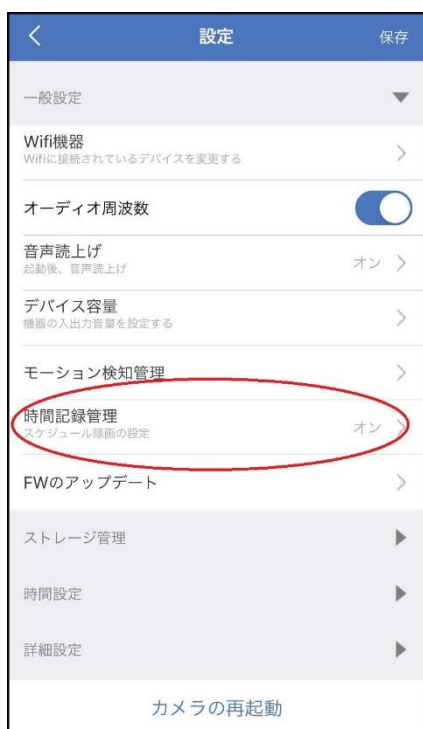 設定
保存
一般設定
Wifi機器
Wifiに接続されているデバイスを変更する
オーディオ周波数
音声読上げ
起動後、音声読上げ
オン
デバイス容量
機器の入出力音量を設定する
モーション検知管理
時間記録管理
スケジュール録画の設定
オン
FWのアップデート
ストレージ管理
時間設定
詳細設定
カメラの再起動